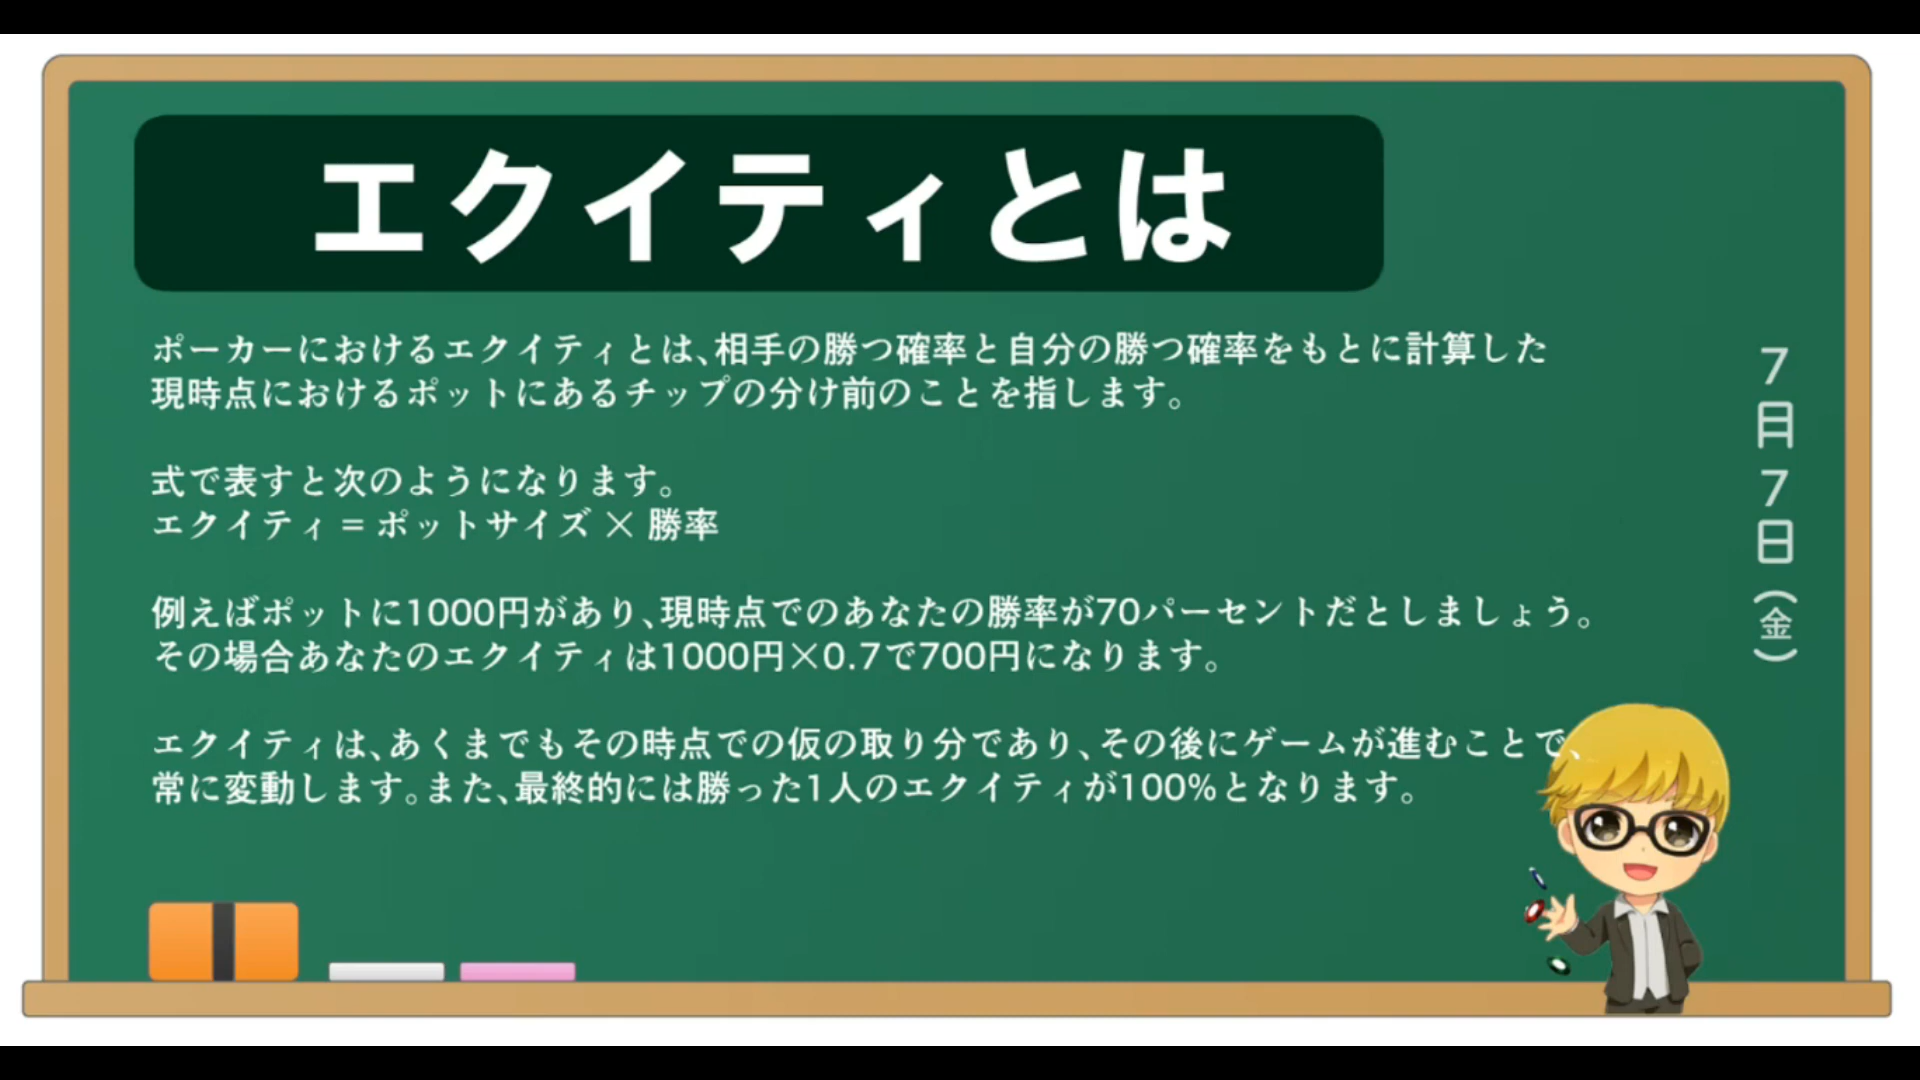 エクイティとは
ポーカーにおけるエクイティとは、相手の勝つ確率と自分の勝つ確率をもとに計算した
現時点におけるポットにあるチップの分け前のことを指します。
式で表すと次のようになります。
エクイティ = ポットサイズ × 勝率
例えばポットに1000円があり、現時点でのあなたの勝率が70パーセントだとしましょう。
その場合あなたのエクイティは1000円×0.7で700円になります。
エクイティは、あくまでもその時点での仮の取り分であり、その後にゲームが進むことで、
常に変動します。また、最終的には勝った1人のエクイティが100%となります。
7日7日(金)